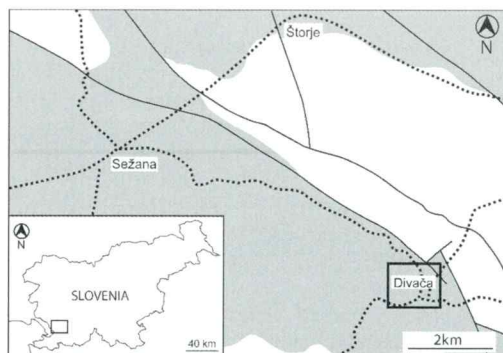 Štorje
N
Sežana
N
SLOVENIA
Divača
40 km
2km